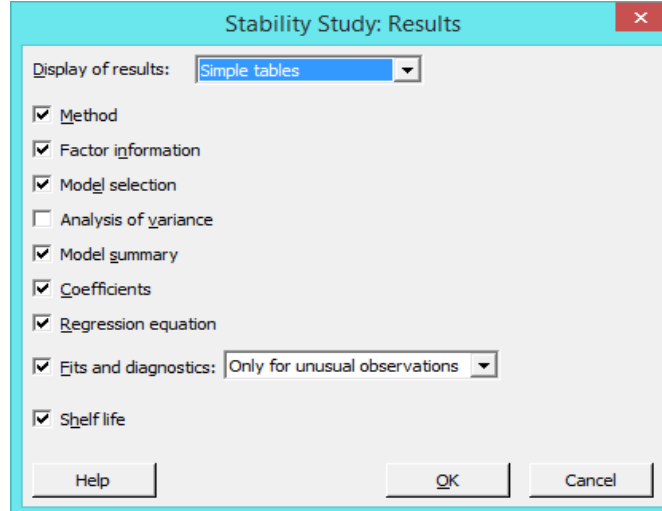 Stability Study: Results
Display of results: Simple tables
Method
Factor information
Model selection
Analysis of variance
Model summary
Coefficients
Regression equation
Fits and diagnostics: Only for unusual observations
Shelf life
Help OK Cancel